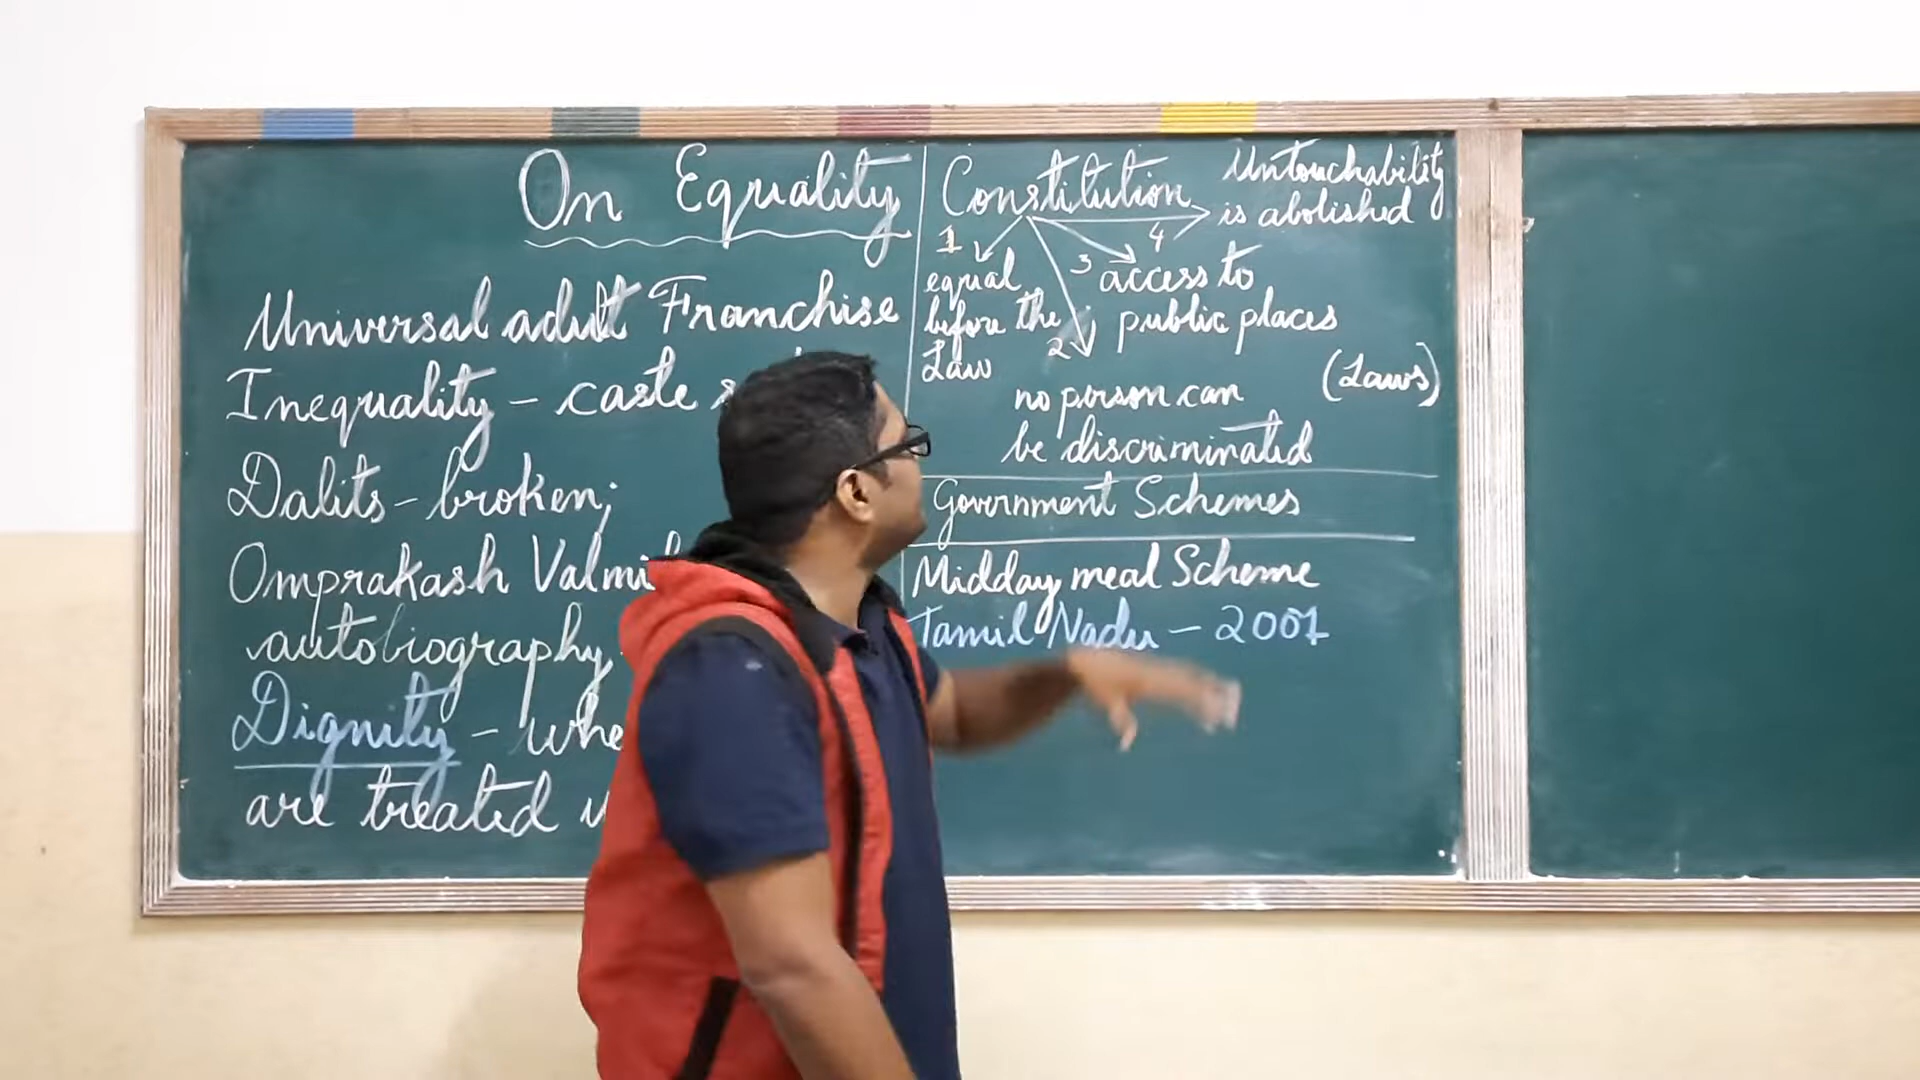 On Equality
Universal adult Franchise
Inequality - caste
Dalits - broken;
Omprakash
autobiography
Dignity -
are treated
Constitution
Untouchability
is abolished
1
equal
before the
Law
4
3 access to
public places
2
(Laws)
no person can
be discriminated
Government Schemes
Midday meal Scheme
Tamil Nadu - 2001